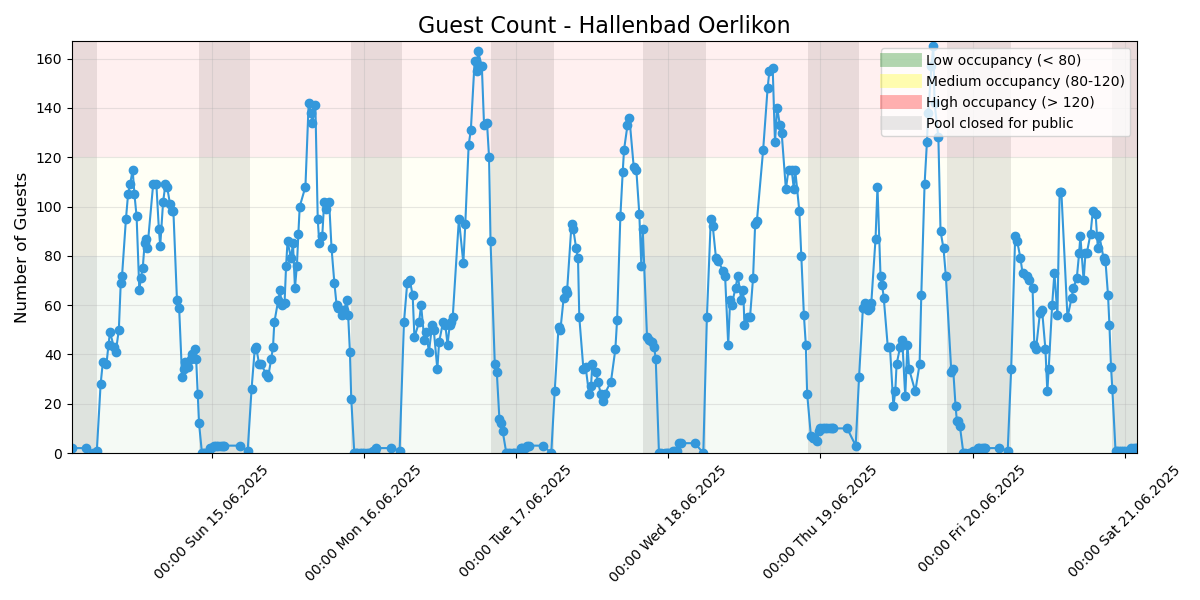 Guest Count - Hallenbad Oerlikon
Number of Guests
160
140
120
100
80
60
40
20
0
Low occupancy (< 80)
Medium occupancy (80-120)
High occupancy (> 120)
Pool closed for public
00:00 Sun 15.06.2025
00:00 Mon 16.06.2025
00:00 Tue 17.06.2025
00:00 Wed 18.06.2025
00:00 Thu 19.06.2025
00:00 Fri 20.06.2025
00:00 Sat 21.06.2025